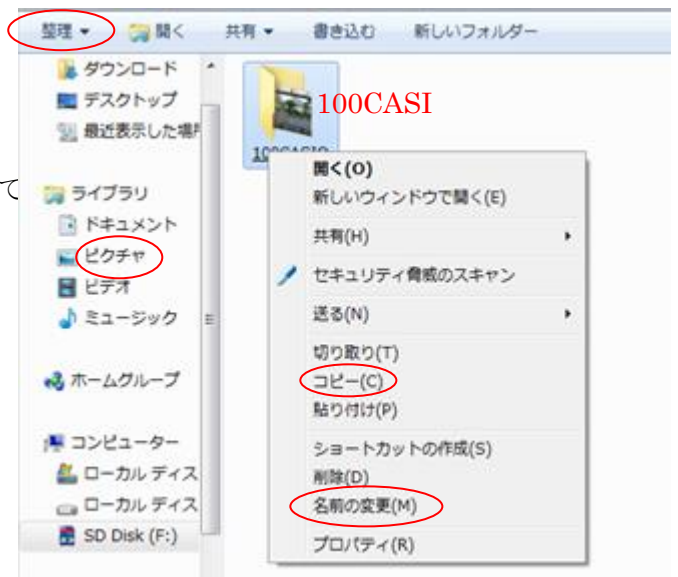 整理 開く 共有 書き込む 新しいフォルダー
ダウンロード
デスクトップ
最近表示した場所
ライブラリ
ドキュメント
ピクチャ
ビデオ
ミュージック
ホームグループ
コンピューター
ローカル ディス
ローカル ディス
SD Disk (F:)
100CASI
100CASIO
開く(O)
新しいウィンドウで開く(E)
共有(H)
セキュリティ脅威のスキャン
送る(N)
切り取り(T)
コピー(C)
貼り付け(P)
ショートカットの作成(S)
削除(D)
名前の変更(M)
プロパティ(R)
て